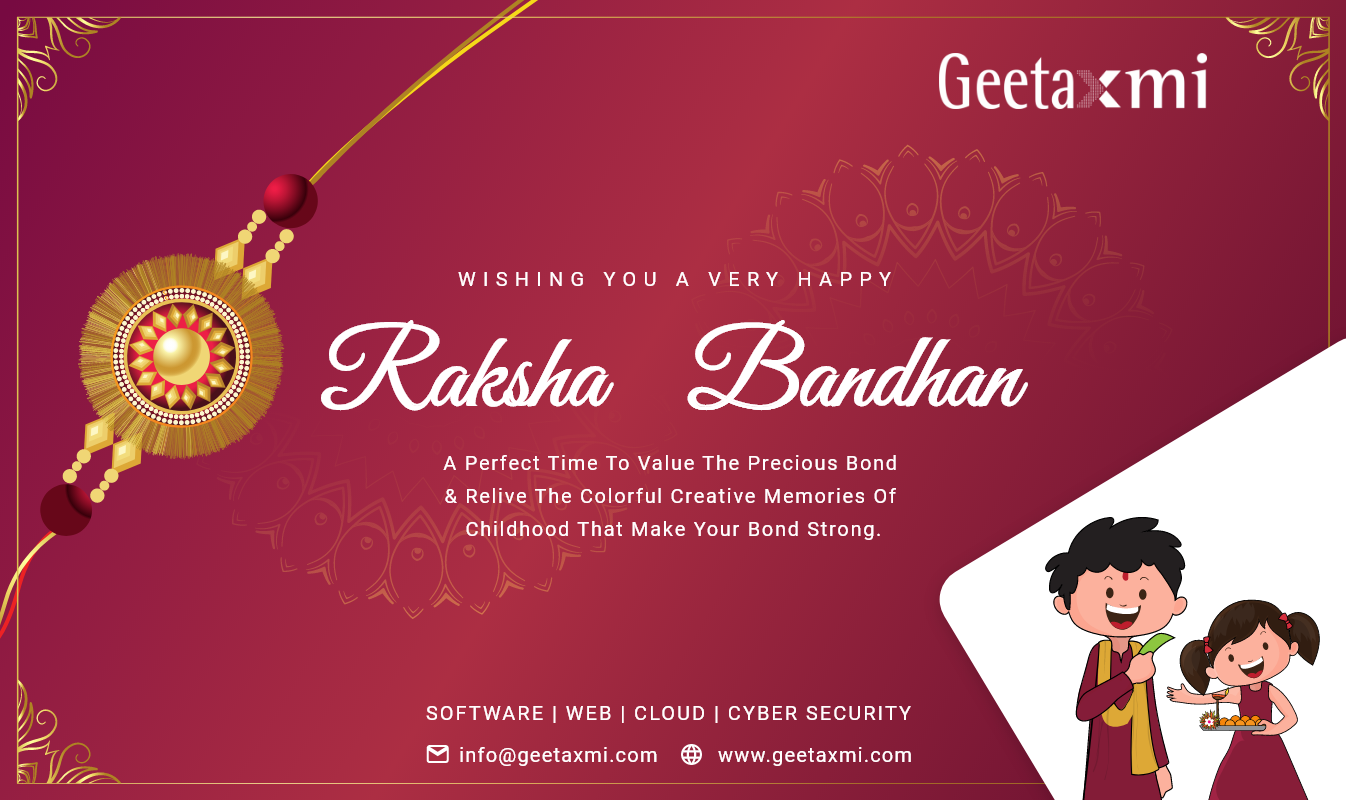 Geetaxmi
WISHING YOU A VERY HAPPY
Raksha Bandhan
A Perfect Time To Value The Precious Bond
& Relive The Colorful Creative Memories Of
Childhood That Make Your Bond Strong.
SOFTWARE | WEB | CLOUD | CYBER SECURITY
info@geetaxmi.com www.geetaxmi.com